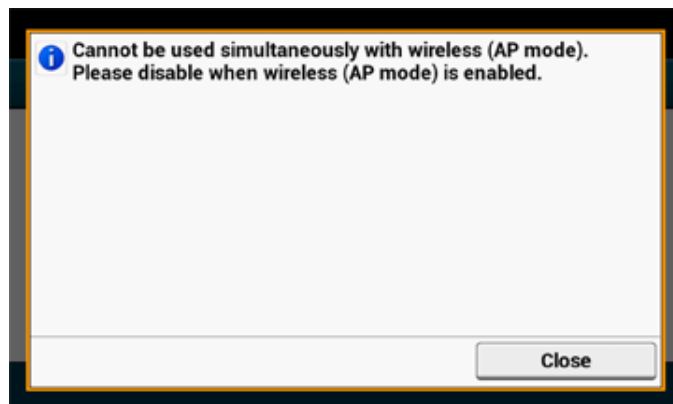 Cannot be used simultaneously with wireless (AP mode).
Please disable when wireless (AP mode) is enabled.
Close